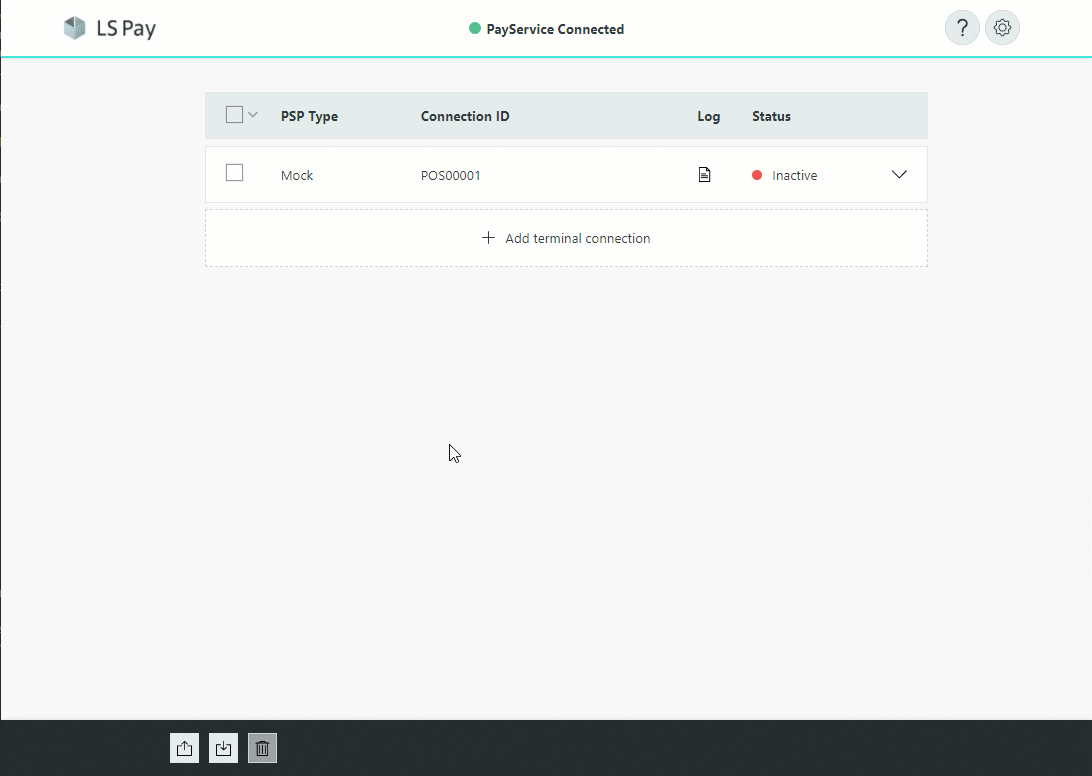 LS Pay
PayService Connected
?
PSP Type Connection ID Log Status
Mock POS00001 Inactive
+ Add terminal connection